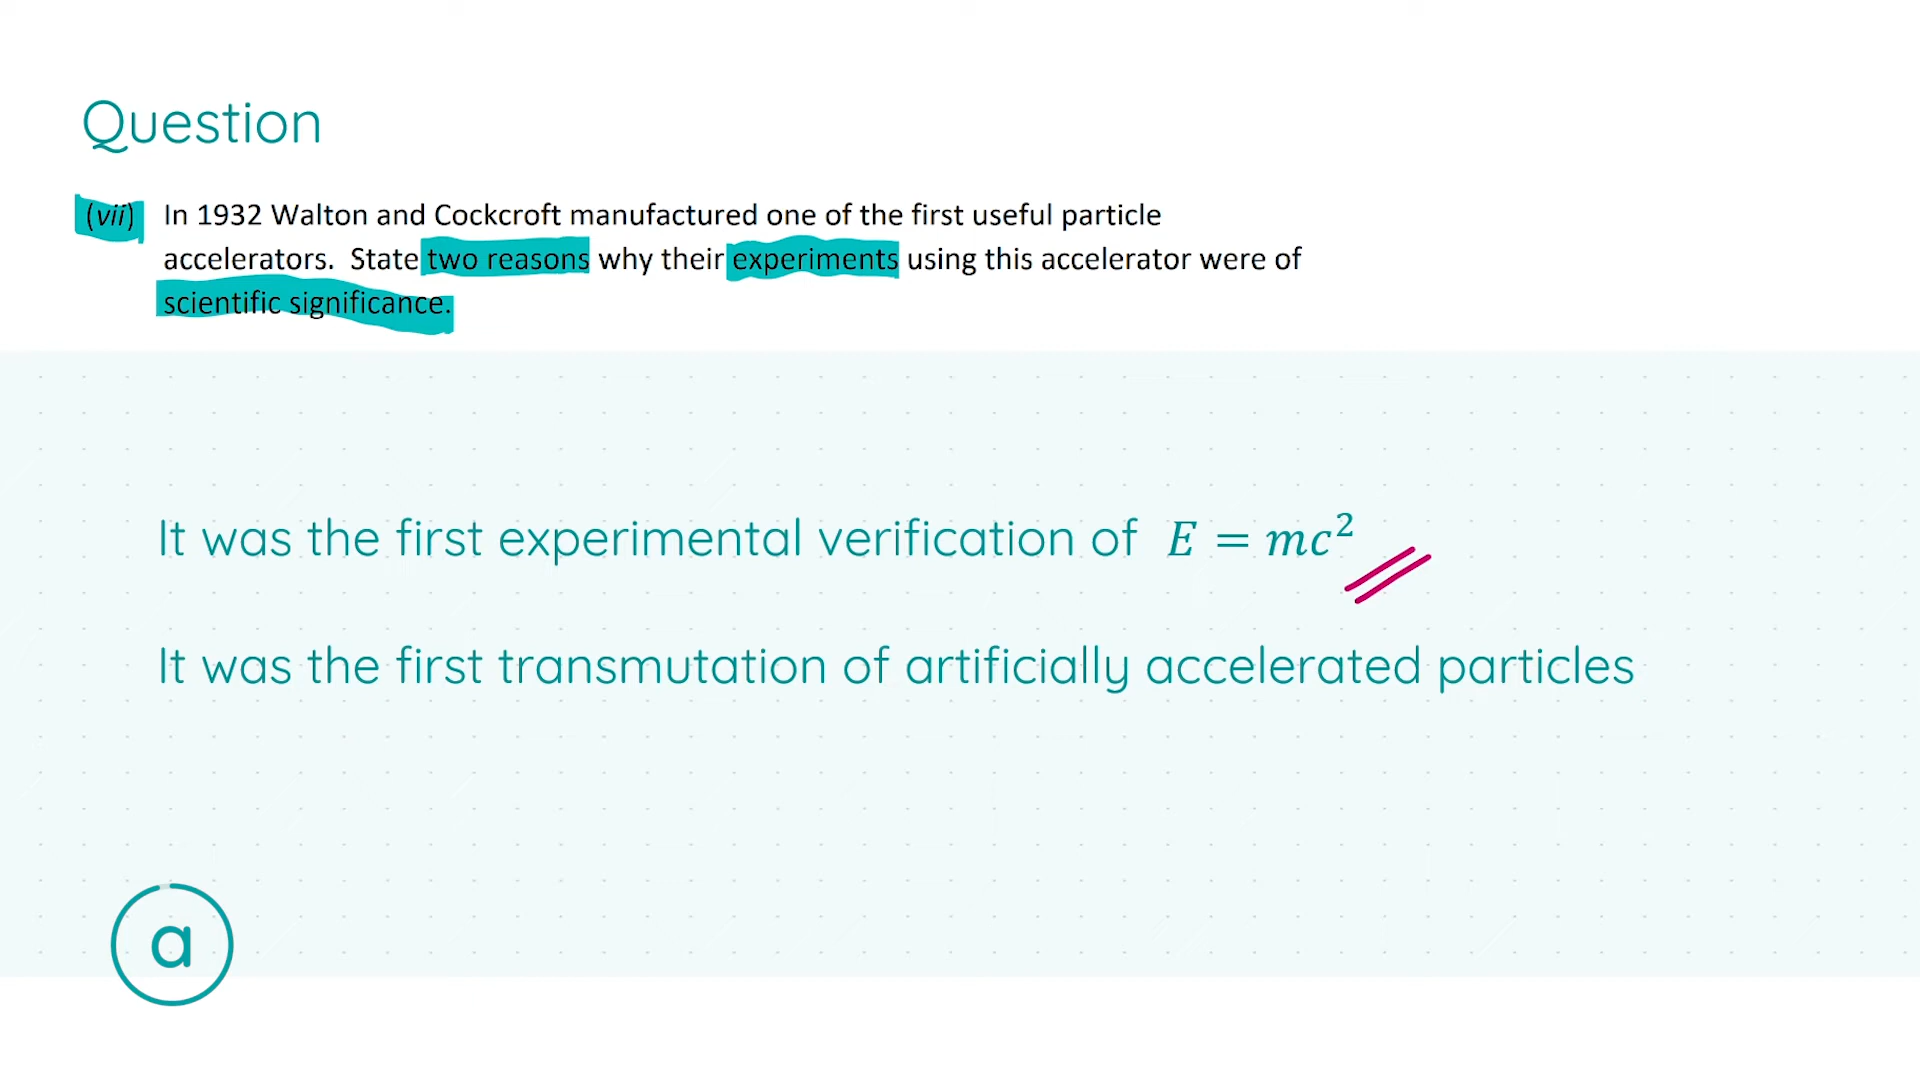 Question
(vii) In 1932 Walton and Cockcroft manufactured one of the first useful particle
accelerators. State two reasons why their experiments using this accelerator were of
scientific significance.
It was the first experimental verification of E = mc²
It was the first transmutation of artificially accelerated particles
a